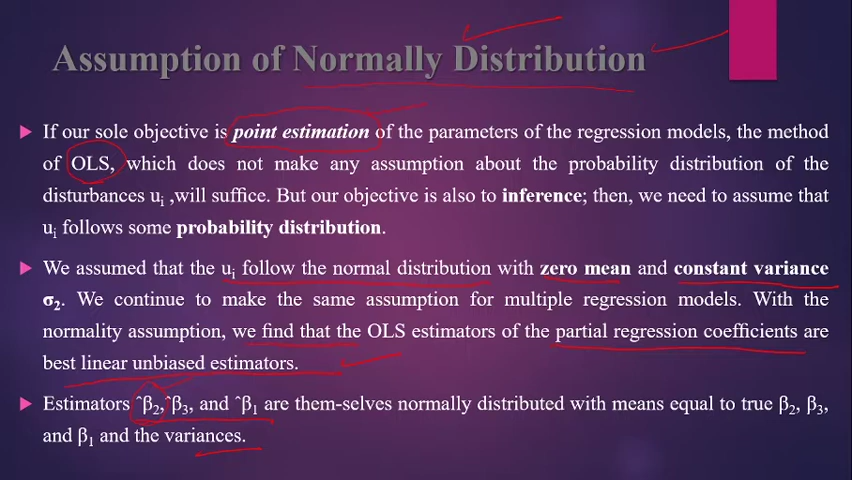 Assumption of Normally Distribution
If our sole objective is point estimation of the parameters of the regression models, the method
of OLS, which does not make any assumption about the probability distribution of the
disturbances uᵢ ,will suffice. But our objective is also to inference; then, we need to assume that
uᵢ follows some probability distribution.
We assumed that the uᵢ follow the normal distribution with zero mean and constant variance
σ₂. We continue to make the same assumption for multiple regression models. With the
normality assumption, we find that the OLS estimators of the partial regression coefficients are
best linear unbiased estimators.
Estimators ˆβ₂,ˆβ₃, and ˆβ₁ are them-selves normally distributed with means equal to true β₂, β₃,
and β₁ and the variances.